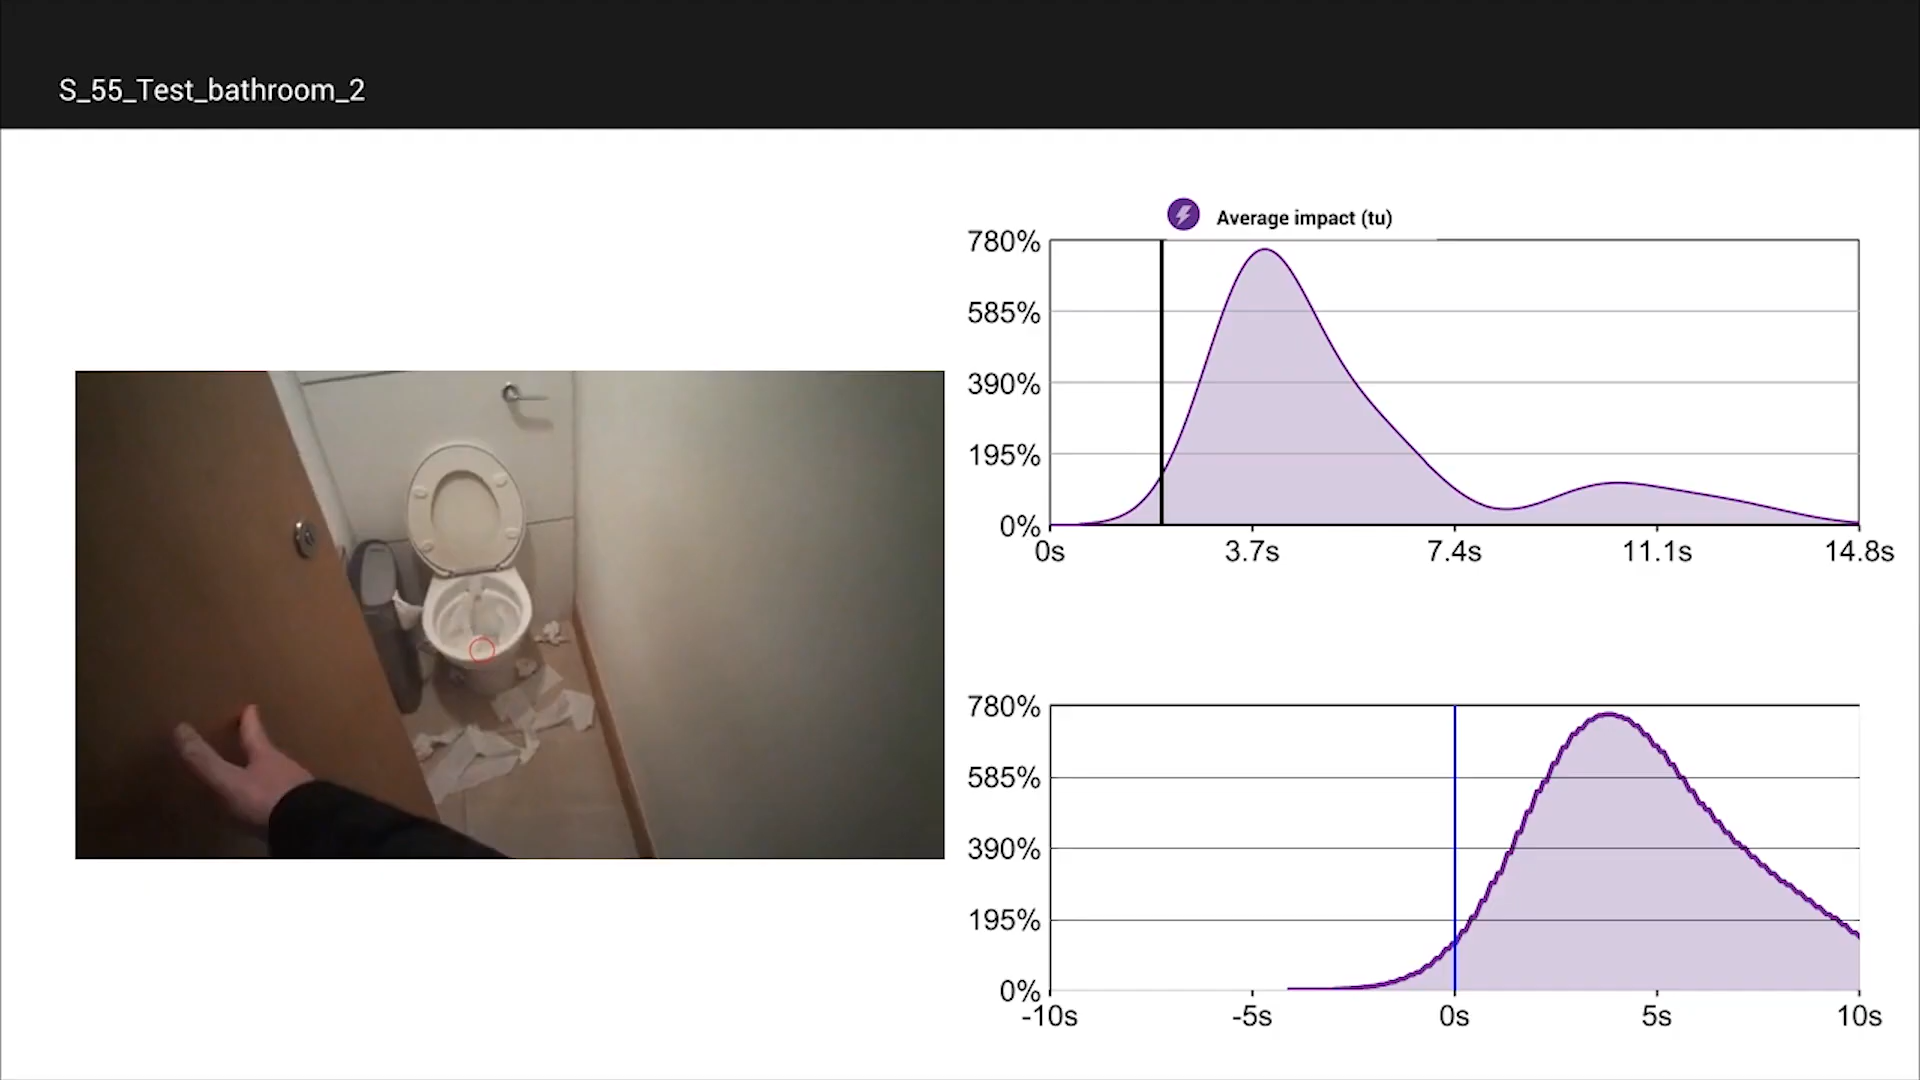 S_55_Test_bathroom_2
Average impact (tu)
780%
585%
390%
195%
0%
0s 3.7s 7.4s 11.1s 14.8s
780%
585%
390%
195%
0%
-10s -5s 0s 5s 10s